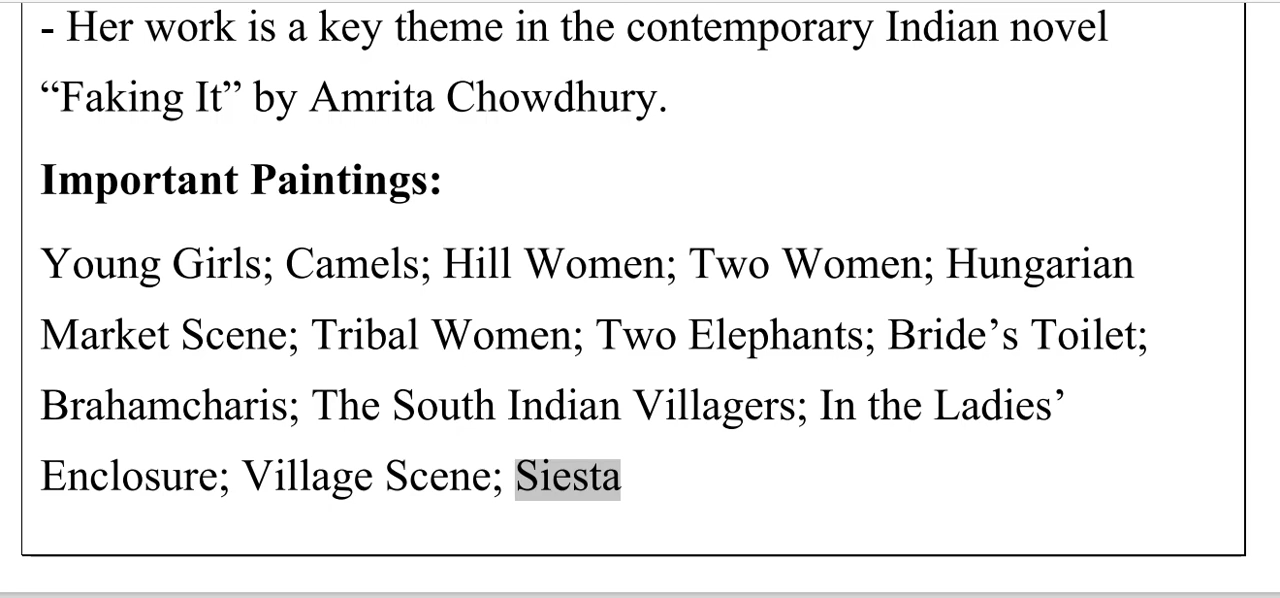 - Her work is a key theme in the contemporary Indian novel
“Faking It” by Amrita Chowdhury.
Important Paintings:
Young Girls; Camels; Hill Women; Two Women; Hungarian
Market Scene; Tribal Women; Two Elephants; Bride’s Toilet;
Brahamcharis; The South Indian Villagers; In the Ladies’
Enclosure; Village Scene; Siesta